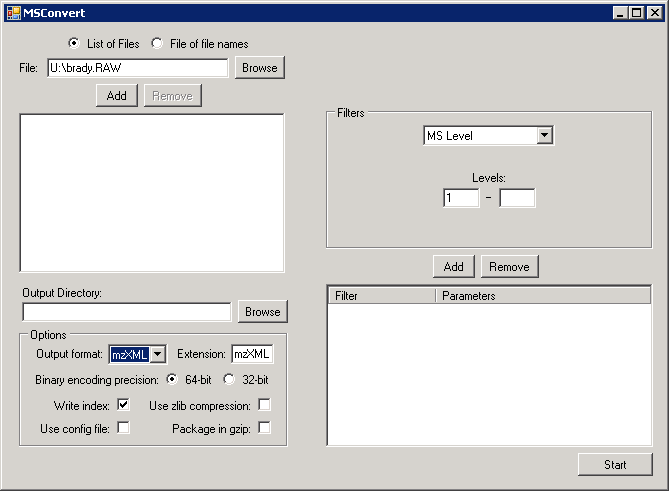 MSConvert
List of Files File of file names
File: U:\brady.RAW Browse
Add Remove
Filters
MS Level
Levels:
1 -
Add Remove
Output Directory:
Browse
Filter Parameters
Options
Output format: mzXML Extension: mzXML
Binary encoding precision: 64-bit 32-bit
Write index: Use zlib compression:
Use config file: Package in gzip:
Start